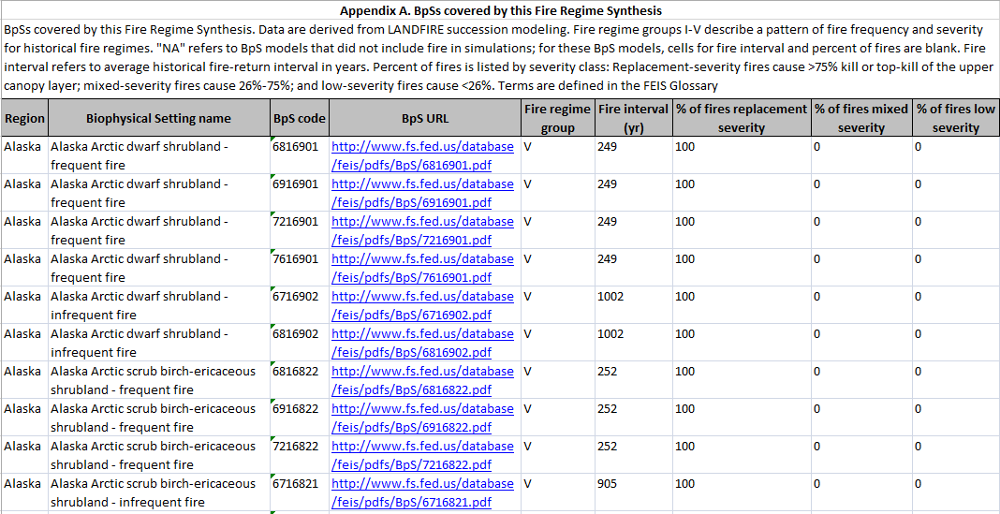 Appendix A. BpSs covered by this Fire Regime Synthesis
BpSs covered by this Fire Regime Synthesis. Data are derived from LANDFIRE succession modeling. Fire regime groups I-V describe a pattern of fire frequency and severity
for historical fire regimes. "NA" refers to BpS models that did not include fire in simulations; for these BpS models, cells for fire interval and percent of fires are blank. Fire
interval refers to average historical fire-return interval in years. Percent of fires is listed by severity class: Replacement-severity fires cause >75% kill or top-kill of the upper
canopy layer; mixed-severity fires cause 26%-75%; and low-severity fires cause <26%. Terms are defined in the FEIS Glossary
Fire regime Fire interval % of fires replacement % of fires mixed % of fires low
Region Biophysical Setting name BpS code BpS URL
group (yr) severity severity severity
Alaska Alaska Arctic dwarf shrubland - 6816901 http://www.fs.fed.us/database V 249 100 0 0
frequent fire /feis/pdfs/BpS/6816901.pdf
Alaska Alaska Arctic dwarf shrubland - 6916901 http://www.fs.fed.us/database V 249 100 0 0
frequent fire /feis/pdfs/BpS/6916901.pdf
Alaska Alaska Arctic dwarf shrubland - 7216901 http://www.fs.fed.us/database V 249 100 0 0
frequent fire /feis/pdfs/BpS/7216901.pdf
Alaska Alaska Arctic dwarf shrubland - 7616901 http://www.fs.fed.us/database V 249 100 0 0
frequent fire /feis/pdfs/BpS/7616901.pdf
Alaska Alaska Arctic dwarf shrubland - 6716902 http://www.fs.fed.us/database V 1002 100 0 0
infrequent fire /feis/pdfs/BpS/6716902.pdf
Alaska Alaska Arctic dwarf shrubland - 6816902 http://www.fs.fed.us/database V 1002 100 0 0
infrequent fire /feis/pdfs/BpS/6816902.pdf
Alaska Alaska Arctic scrub birch-ericaceous 6816822 http://www.fs.fed.us/database V 252 100 0 0
shrubland - frequent fire /feis/pdfs/BpS/6816822.pdf
Alaska Alaska Arctic scrub birch-ericaceous 6916822 http://www.fs.fed.us/database V 252 100 0 0
shrubland - frequent fire /feis/pdfs/BpS/6916822.pdf
Alaska Alaska Arctic scrub birch-ericaceous 7216822 http://www.fs.fed.us/database V 252 100 0 0
shrubland - frequent fire /feis/pdfs/BpS/7216822.pdf
Alaska Alaska Arctic scrub birch-ericaceous 6716821 http://www.fs.fed.us/database V 905 100 0 0
shrubland - infrequent fire /feis/pdfs/BpS/6716821.pdf